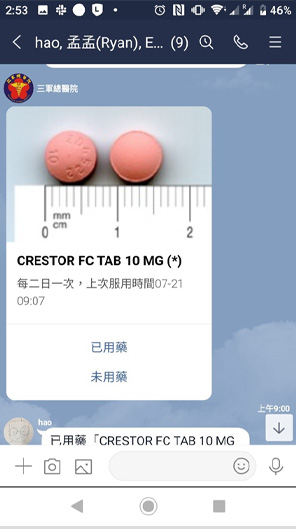 2:53
46%
hao, 孟孟(Ryan), E... (9)
三軍總醫院
ZD4522
10
mm
cm
0 1 2
CRESTOR FC TAB 10 MG (*)
每二日一次，上次服用時間07-21
09:07
已用藥
未用藥
上午9:00
hao
已用藥「CRESTOR FC TAB 10 MG